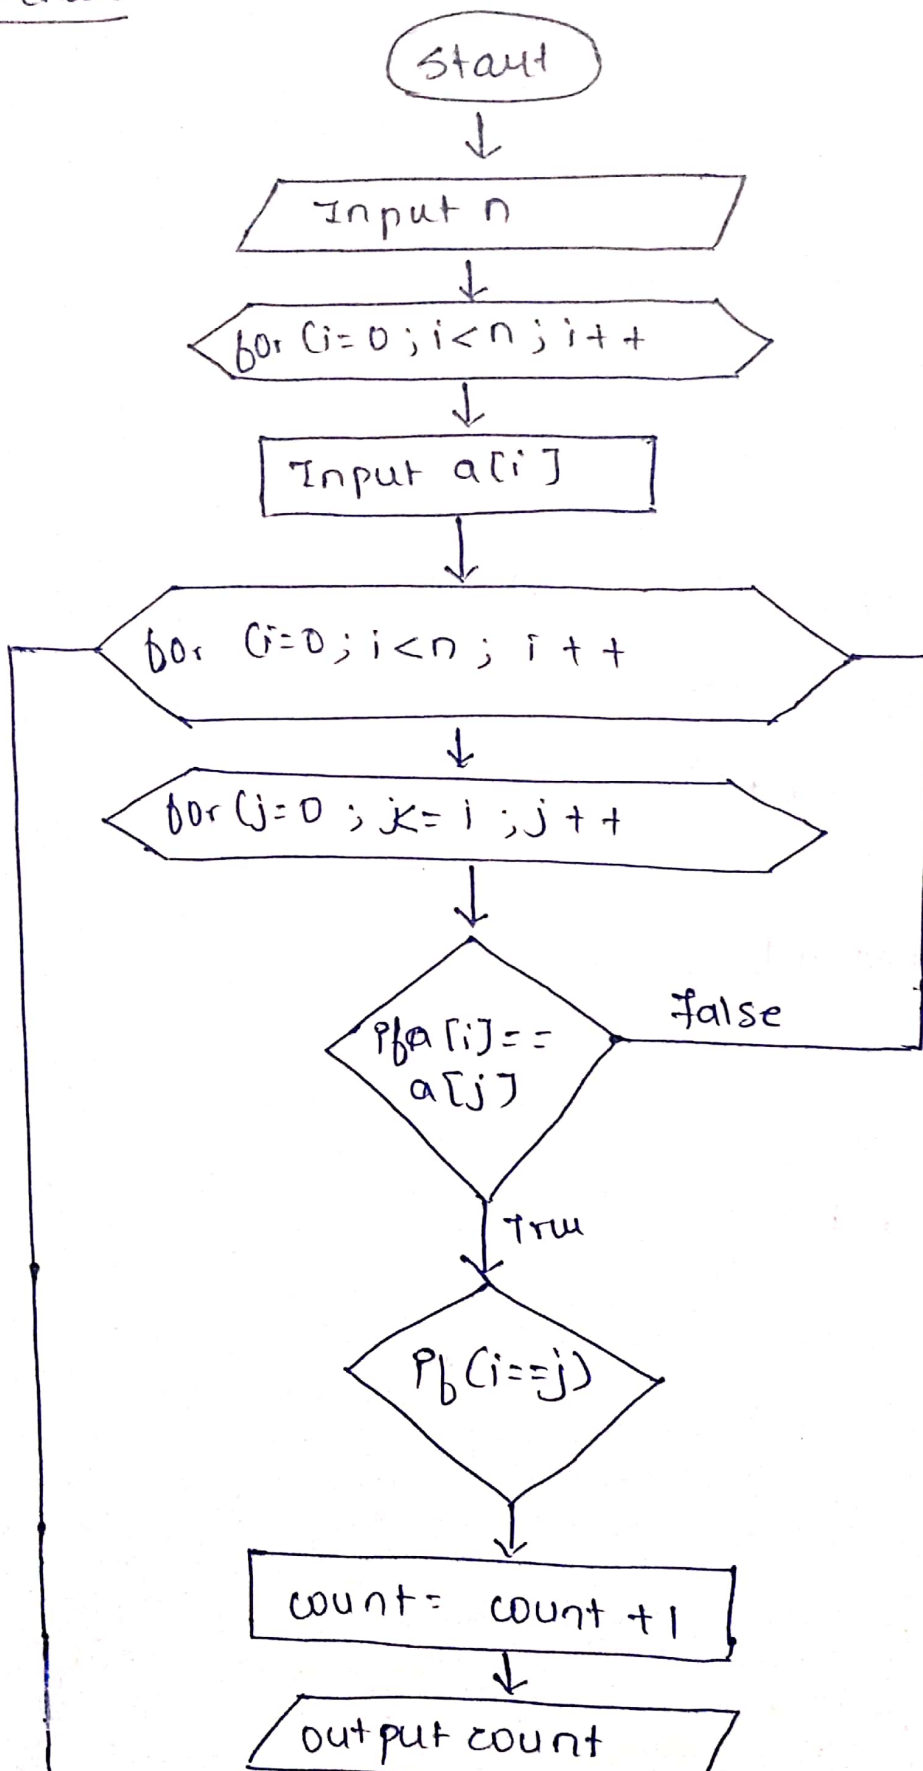 Start
Input n
for (i=0; i<n; i++
Input a[i]
for (i=0; i<n; i++
for (j=0; j<=i; j++
if a[i]==
a[j]
False
True
if (i==j)
count= count +1
output count